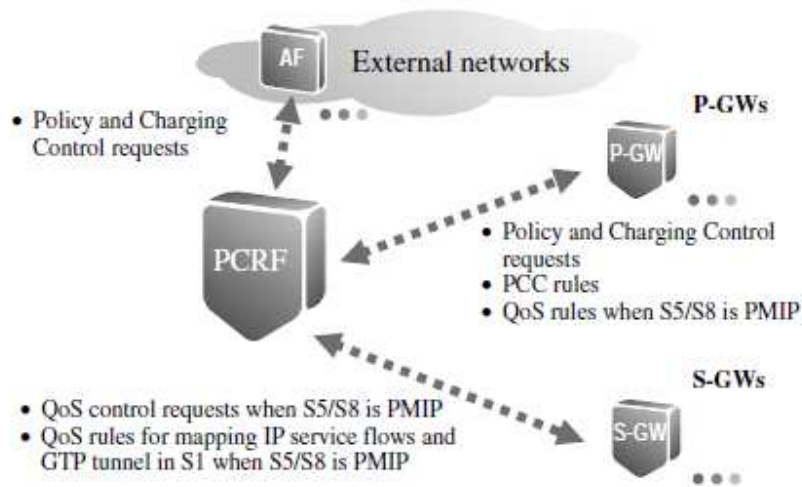 AF
External networks
• Policy and Charging
Control requests
P-GWs
P-GW
PCRF
• Policy and Charging Control
requests
• PCC rules
• QoS rules when S5/S8 is PMIP
S-GWs
• QoS control requests when S5/S8 is PMIP
• QoS rules for mapping IP service flows and
GTP tunnel in S1 when S5/S8 is PMIP
S-GW